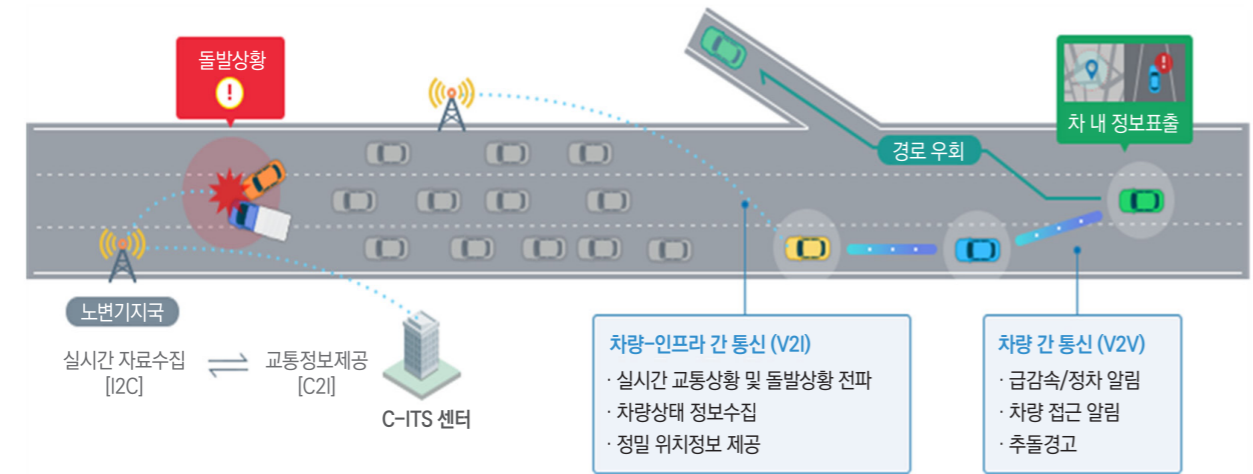 돌발상황
!
차 내 정보표출
경로 우회
노변기지국
실시간 자료수집
[I2C]
교통정보제공
[C2I]
C-ITS 센터
차량-인프라 간 통신 (V2I)
· 실시간 교통상황 및 돌발상황 전파
· 차량상태 정보수집
· 정밀 위치정보 제공
차량 간 통신 (V2V)
· 급감속/정차 알림
· 차량 접근 알림
· 추돌경고